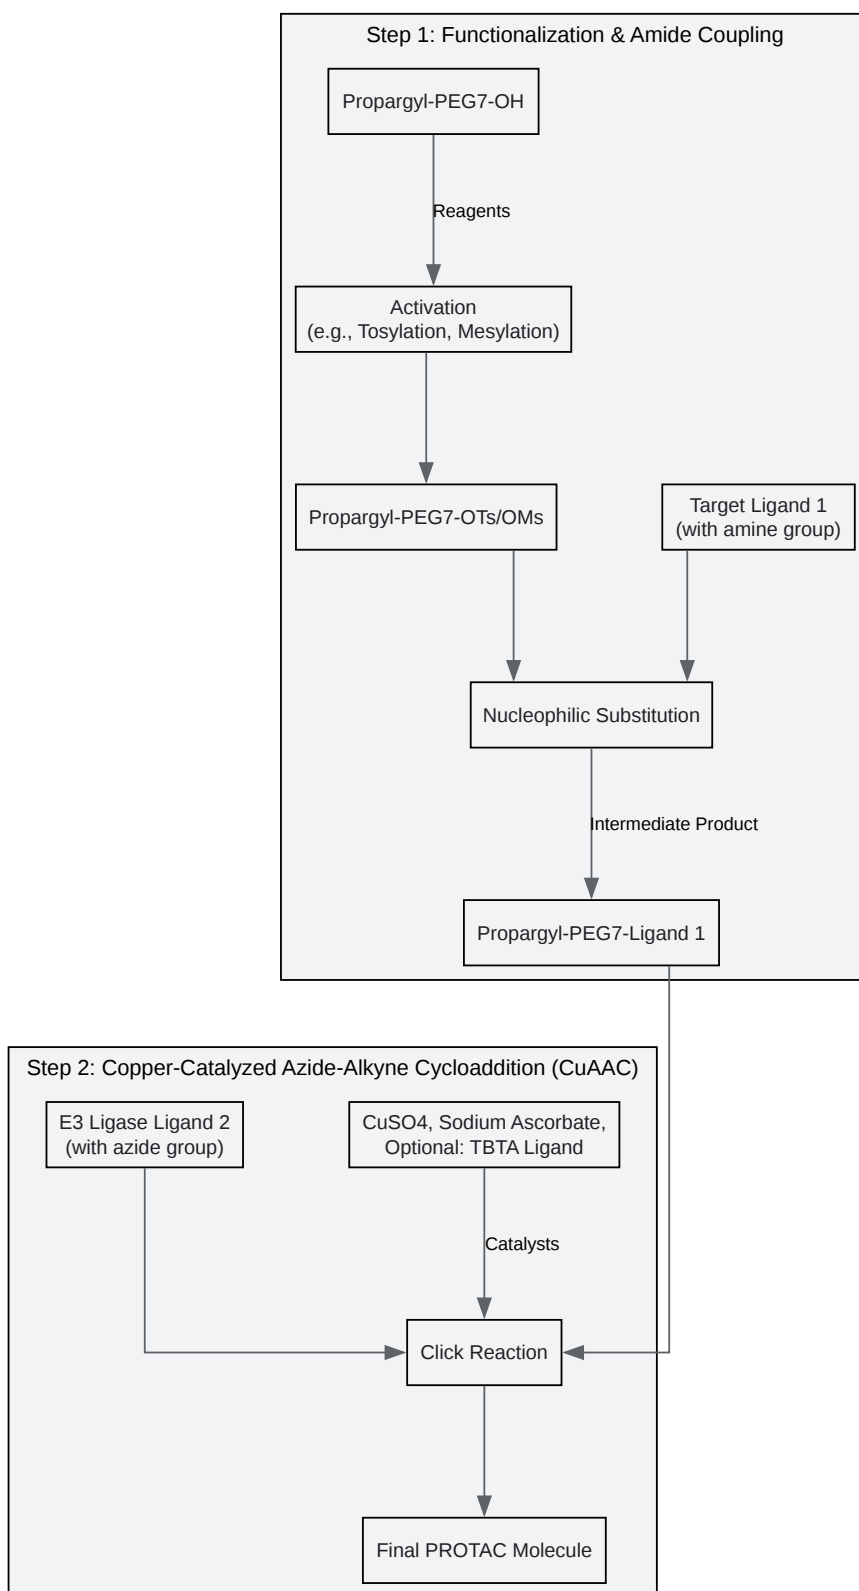 Step 1: Functionalization & Amide Coupling
Propargyl-PEG7-OH
Reagents
Activation
(e.g., Tosylation, Mesylation)
Propargyl-PEG7-OTs/OMs
Target Ligand 1
(with amine group)
Nucleophilic Substitution
Intermediate Product
Propargyl-PEG7-Ligand 1
Step 2: Copper-Catalyzed Azide-Alkyne Cycloaddition (CuAAC)
E3 Ligase Ligand 2
(with azide group)
CuSO4, Sodium Ascorbate,
Optional: TBTA Ligand
Catalysts
Click Reaction
Final PROTAC Molecule